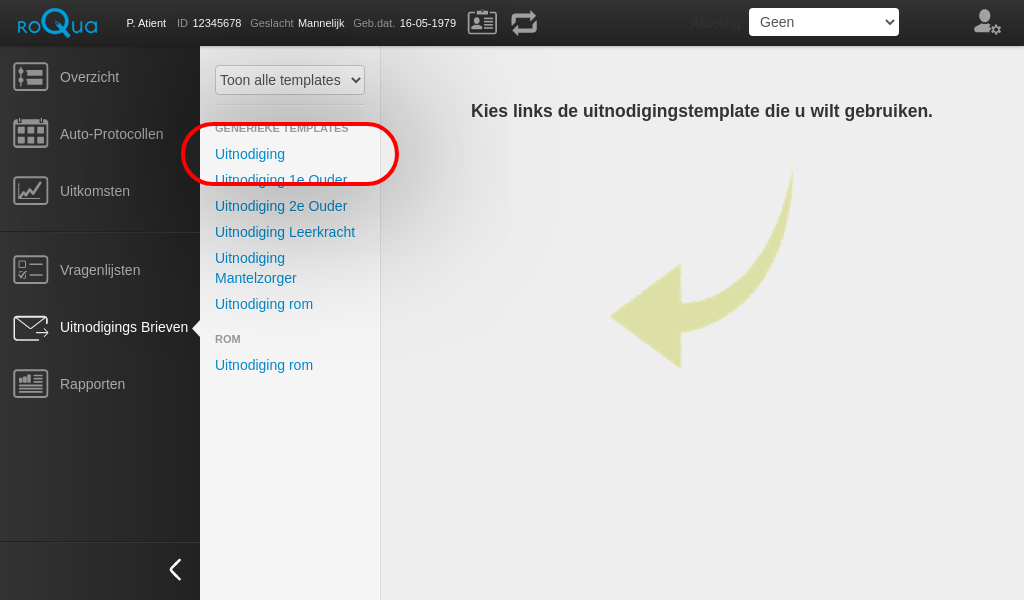 RoQua
P. Atient ID 12345678 Geslacht Mannelijk Geb.dat. 16-05-1979
Afdeling Geen
Overzicht
Auto-Protocollen
Uitkomsten
Vragenlijsten
Uitnodigings Brieven
Rapporten
Toon alle templates
GENERIEKE TEMPLATES
Uitnodiging
Uitnodiging 1e Ouder
Uitnodiging 2e Ouder
Uitnodiging Leerkracht
Uitnodiging
Mantelzorger
Uitnodiging rom
ROM
Uitnodiging rom
Kies links de uitnodigingstemplate die u wilt gebruiken.